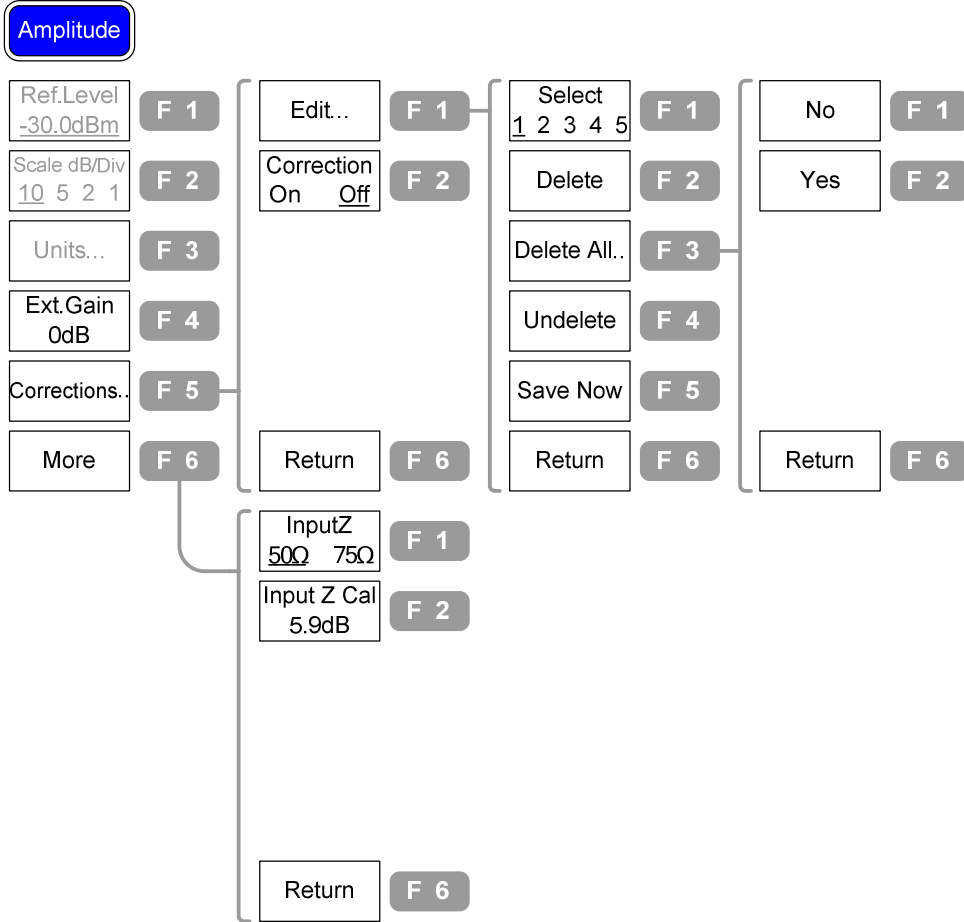 Amplitude
Ref.Level
-30.0dBm
F 1
Scale dB/Div
10 5 2 1
F 2
Units...
F 3
Ext.Gain
0dB
F 4
Corrections..
F 5
More
F 6
Edit...
F 1
Correction
On Off
F 2
Return
F 6
Select
1 2 3 4 5
F 1
Delete
F 2
Delete All..
F 3
Undelete
F 4
Save Now
F 5
Return
F 6
No
F 1
Yes
F 2
Return
F 6
InputZ
50Ω 75Ω
F 1
Input Z Cal
5.9dB
F 2
Return
F 6